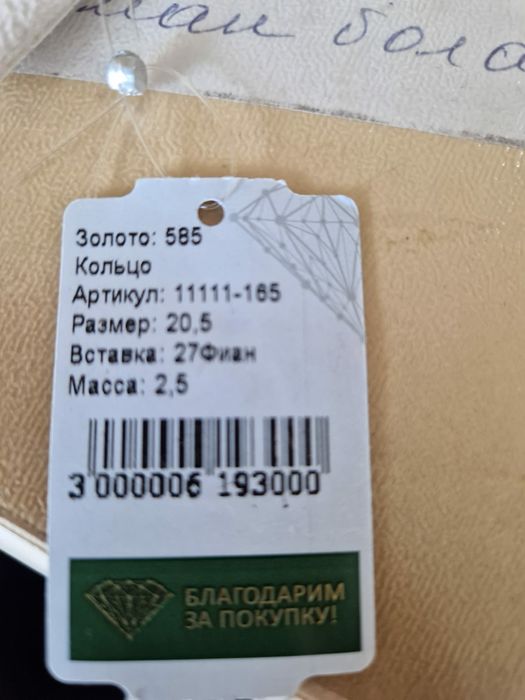 бола
Золото: 585
Кольцо
Артикул: 11111-165
Размер: 20,5
Вставка: 27Фиан
Масса: 2,5
3 000006 193000
БЛАГОДАРИМ
ЗА ПОКУПКУ!